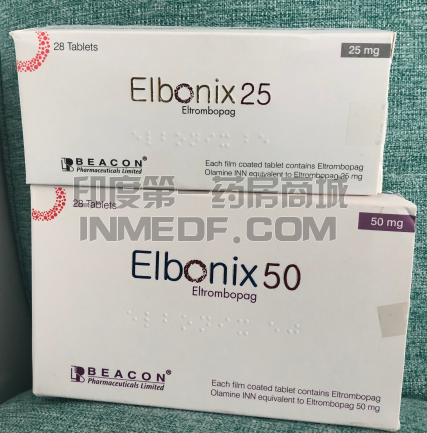 28 Tablets
25 mg
Elbonix 25
Eltrombopag
BEACON®
Pharmaceuticals Limited
Each film coated tablet contains Eltrombopag
Olamine INN equivalent to Eltrombopag 25 mg
印度第一药房商城
INMEDF.COM
28 Tablets
50 mg
Elbonix 50
Eltrombopag
BEACON®
Pharmaceuticals Limited
Each film coated tablet contains Eltrombopag
Olamine INN equivalent to Eltrombopag 50 mg